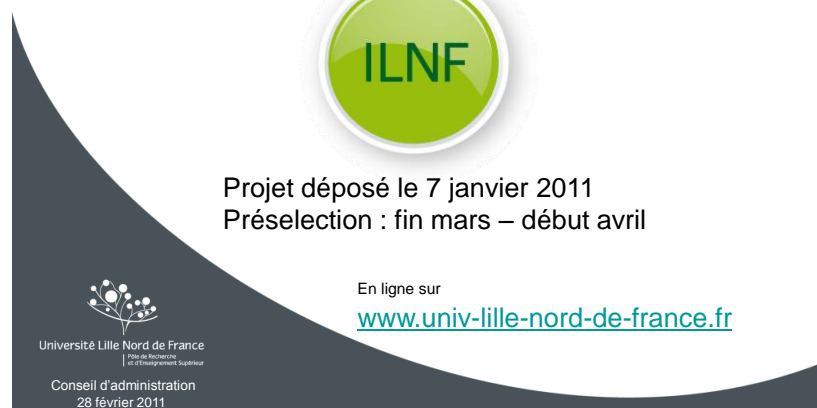 ILNF
Projet déposé le 7 janvier 2011
Préselection : fin mars – début avril
En ligne sur
www.univ-lille-nord-de-france.fr
Université Lille Nord de France
Pôle de Recherche
et d'Enseignement Supérieur
Conseil d'administration
28 février 2011